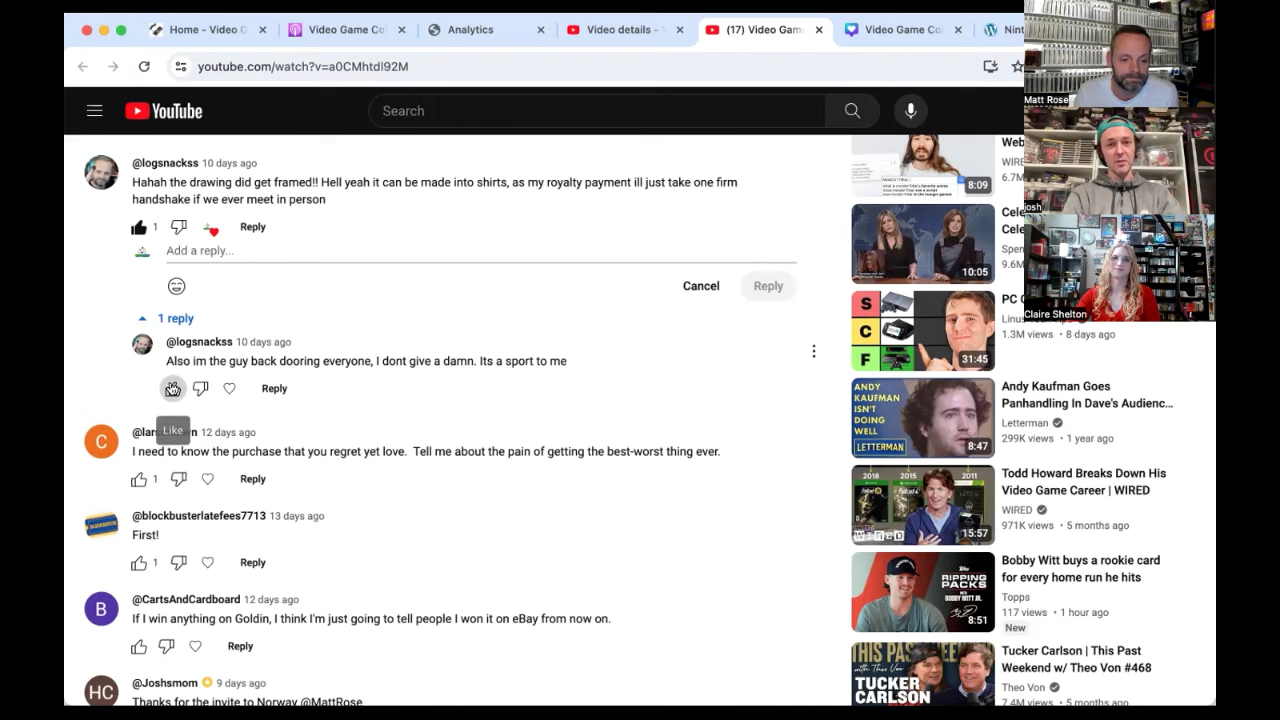 Home - Video G
Video Game Co
Analytics
Video details -
(17) Video Gam
Video Game Co
Nint
youtube.com/watch?v=a0CMhtdI92M
YouTube
Search
@logsnackss 10 days ago
Hahah the drawing did get framed!! Hell yeah it can be made into shirts, as my royalty payment ill just take one firm
handshake if we ever meet in person
1 Reply
Add a reply...
Cancel Reply
1 reply
@logsnackss 10 days ago
Also im the guy back dooring everyone, I dont give a damn. Its a sport to me
Reply
Like
12 days ago
I need to know the purchase that you regret yet love. Tell me about the pain of getting the best-worst thing ever.
1 Reply
@blockbusterlatefees7713 13 days ago
First!
1 Reply
@CartsAndCardboard 12 days ago
If I win anything on Goldin, I think I'm just going to tell people I won it on eBay from now on.
Reply
@Joshsmom 9 days ago
Thanks for the invite to Norway @MattRose
C
B
HC
Web
WIRE
6.7M
8:09
Cele
Cele
Spen
9.6M
10:05
PC C
Linus
1.3M views • 8 days ago
S
C
F
31:45
Andy Kaufman Goes
Panhandling In Dave's Audienc...
Letterman
299K views • 1 year ago
ANDY
KAUFMAN
ISN'T
DOING
WELL
LETTERMAN
8:47
Todd Howard Breaks Down His
Video Game Career | WIRED
WIRED
971K views • 5 months ago
2018 2015 2011
WIRED
15:57
Bobby Witt buys a rookie card
for every home run he hits
Topps
117 views • 1 hour ago
New
RIPPING
PACKS
8:51
Tucker Carlson | This Past
Weekend w/ Theo Von #468
Theo Von
7.4M views • 5 months ago
THIS PAS
TUCKER
CARLSON
Matt Rose
josh
Claire Shelton